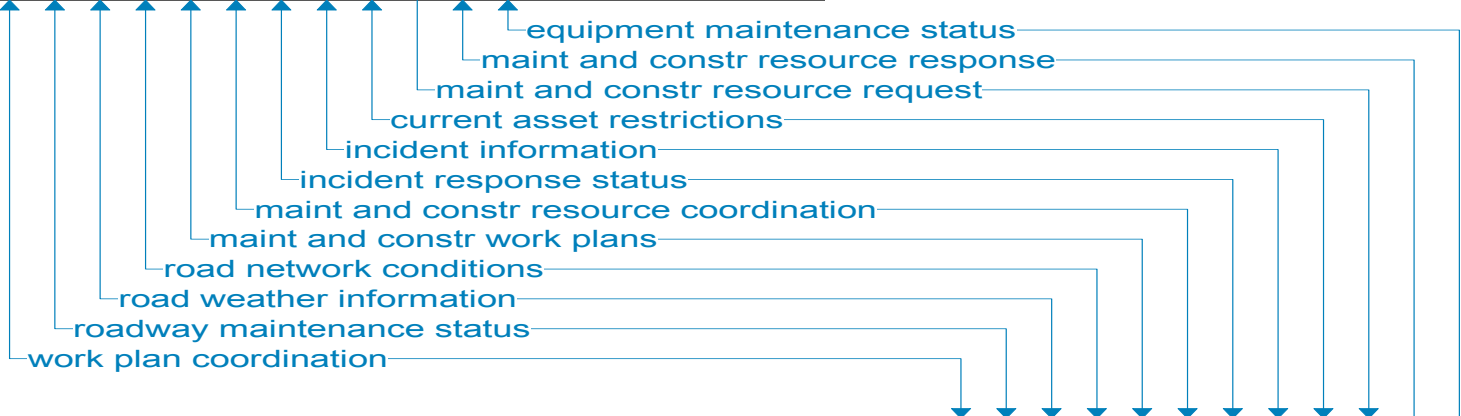 equipment maintenance status
maint and constr resource response
maint and constr resource request
current asset restrictions
incident information
incident response status
maint and constr resource coordination
maint and constr work plans
road network conditions
road weather information
roadway maintenance status
work plan coordination